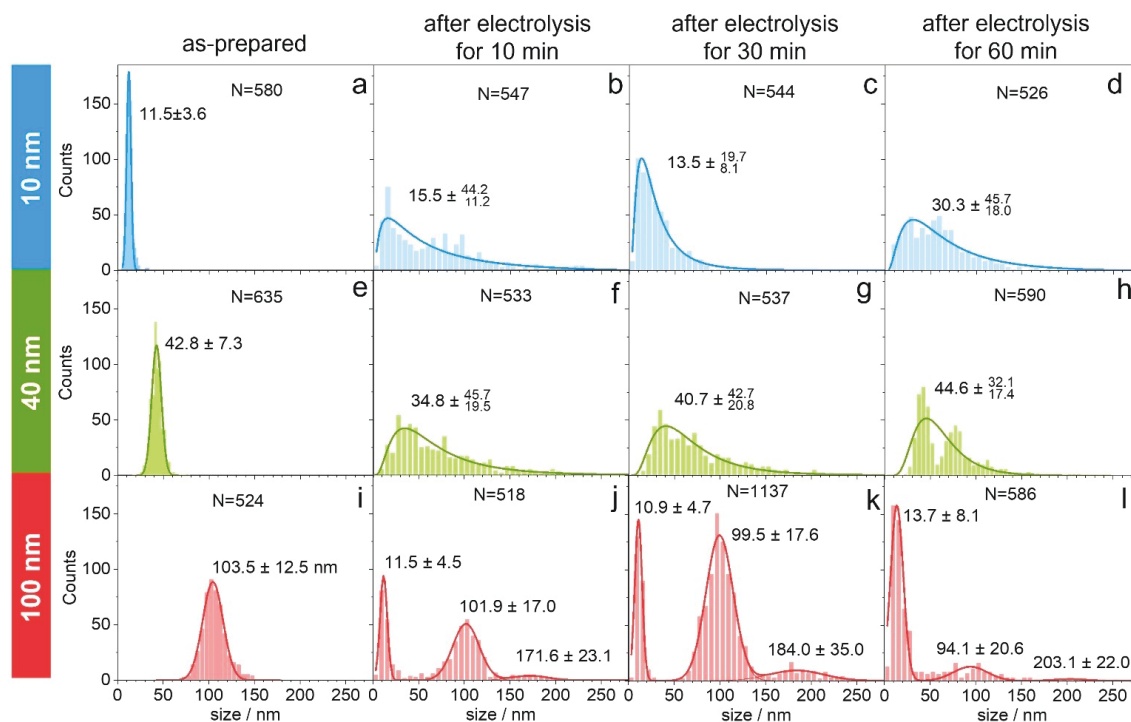 as-prepared
after electrolysis
for 10 min
after electrolysis
for 30 min
after electrolysis
for 60 min
10 nm
Counts
150
100
50
0
a
N=580
11.5±3.6
b
N=547
15.5 ± 44.2
11.2
c
N=544
13.5 ± 19.7
8.1
d
N=526
30.3 ± 45.7
18.0
40 nm
Counts
150
100
50
0
e
N=635
42.8 ± 7.3
f
N=533
34.8 ± 45.7
19.5
g
N=537
40.7 ± 42.7
20.8
h
N=590
44.6 ± 32.1
17.4
100 nm
Counts
150
100
50
0
i
N=524
103.5 ± 12.5 nm
j
N=518
11.5 ± 4.5
101.9 ± 17.0
171.6 ± 23.1
k
N=1137
10.9 ± 4.7
99.5 ± 17.6
184.0 ± 35.0
l
N=586
13.7 ± 8.1
94.1 ± 20.6
203.1 ± 22.0
0 50 100 150 200 250
0 50 100 150 200 250
0 50 100 150 200 250
0 50 100 150 200 250
size / nm
size / nm
size / nm
size / nm